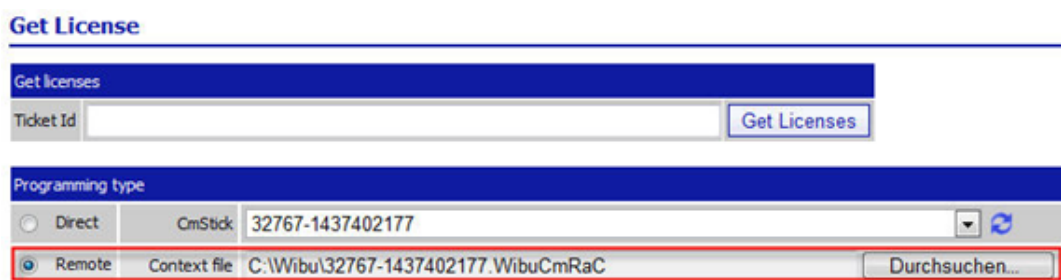 Get License
Get licenses
Ticket Id Get Licenses
Programming type
Direct CmStick 32767-1437402177
Remote Context file C:\Wibu\32767-1437402177.WibuCmRaC Durchsuchen...